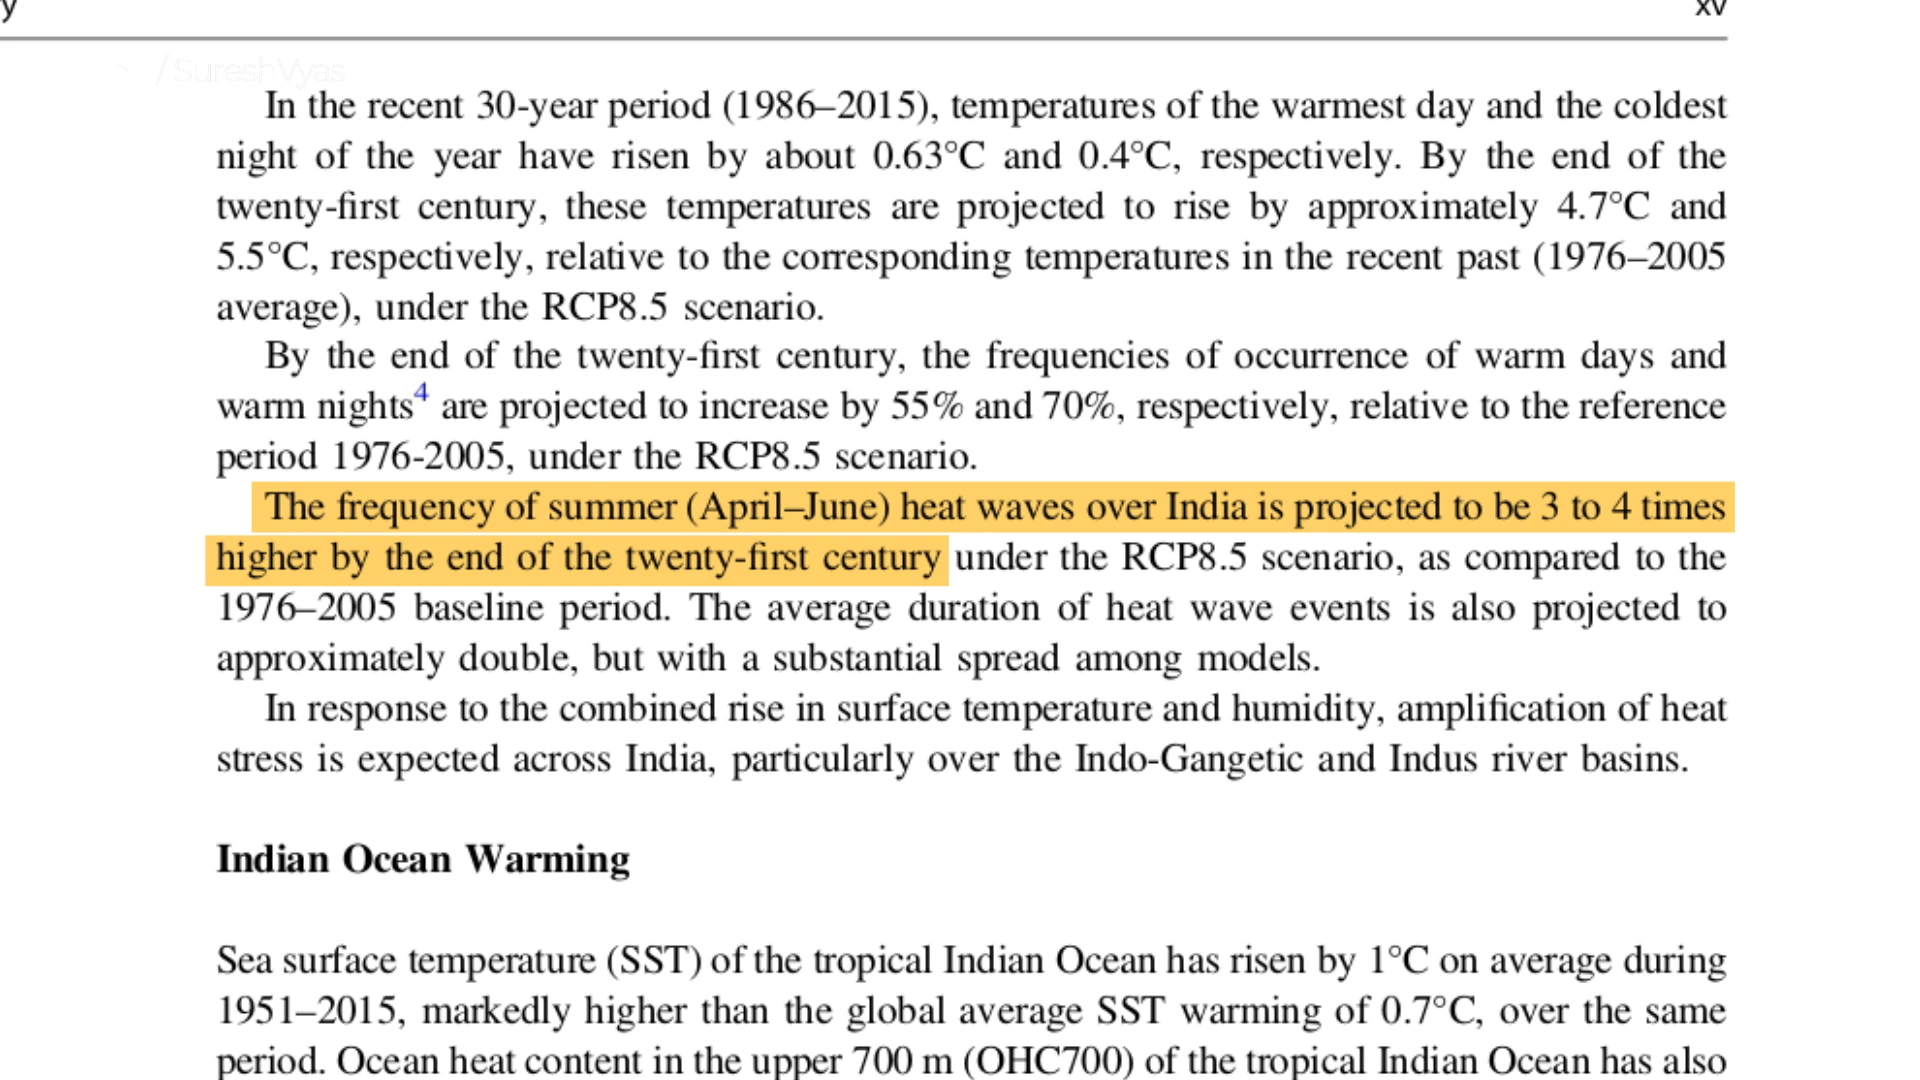 y
xv
/SureshVyas
In the recent 30-year period (1986–2015), temperatures of the warmest day and the coldest
night of the year have risen by about 0.63°C and 0.4°C, respectively. By the end of the
twenty-first century, these temperatures are projected to rise by approximately 4.7°C and
5.5°C, respectively, relative to the corresponding temperatures in the recent past (1976–2005
average), under the RCP8.5 scenario.
By the end of the twenty-first century, the frequencies of occurrence of warm days and
warm nights4 are projected to increase by 55% and 70%, respectively, relative to the reference
period 1976-2005, under the RCP8.5 scenario.
The frequency of summer (April–June) heat waves over India is projected to be 3 to 4 times
higher by the end of the twenty-first century under the RCP8.5 scenario, as compared to the
1976–2005 baseline period. The average duration of heat wave events is also projected to
approximately double, but with a substantial spread among models.
In response to the combined rise in surface temperature and humidity, amplification of heat
stress is expected across India, particularly over the Indo-Gangetic and Indus river basins.
Indian Ocean Warming
Sea surface temperature (SST) of the tropical Indian Ocean has risen by 1°C on average during
1951–2015, markedly higher than the global average SST warming of 0.7°C, over the same
period. Ocean heat content in the upper 700 m (OHC700) of the tropical Indian Ocean has also